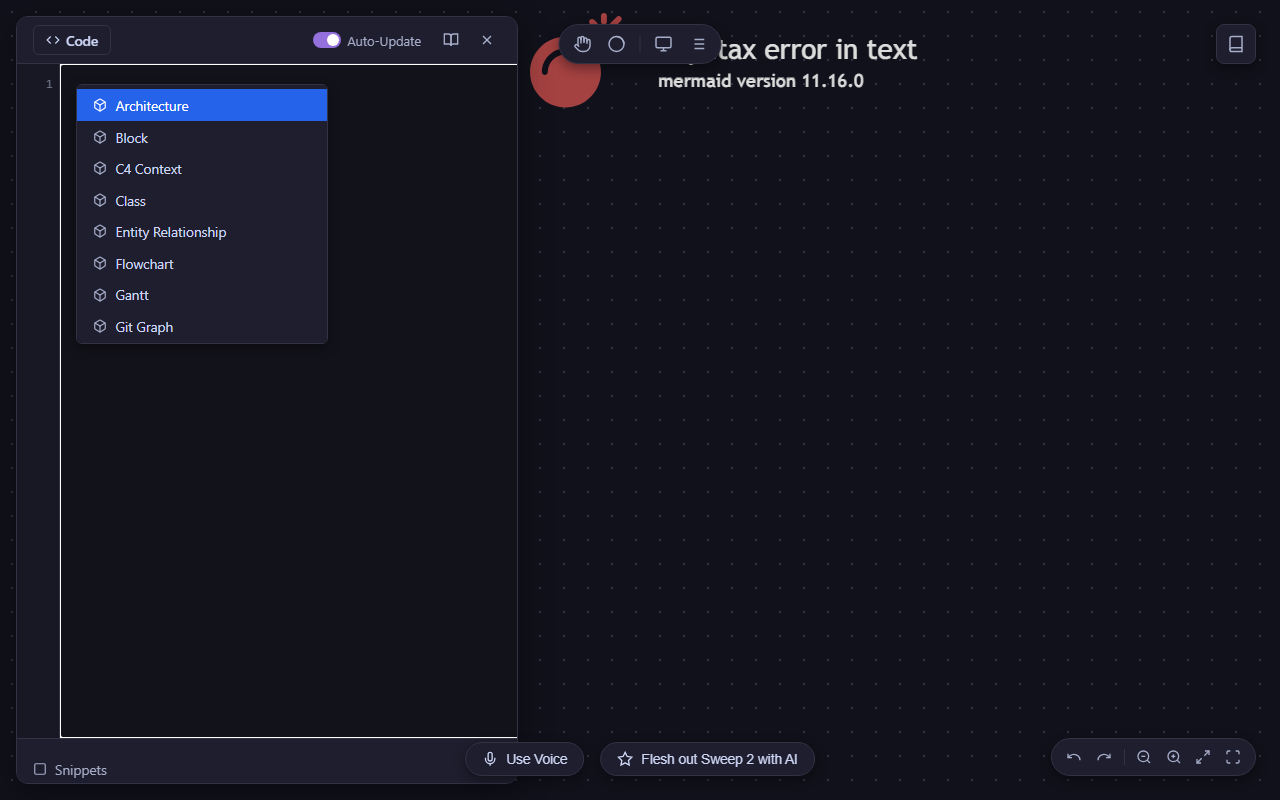 Code
Auto-Update
1
Architecture
Block
C4 Context
Class
Entity Relationship
Flowchart
Gantt
Git Graph
Snippets
tax error in text
mermaid version 11.16.0
Use Voice
Flesh out Sweep 2 with AI